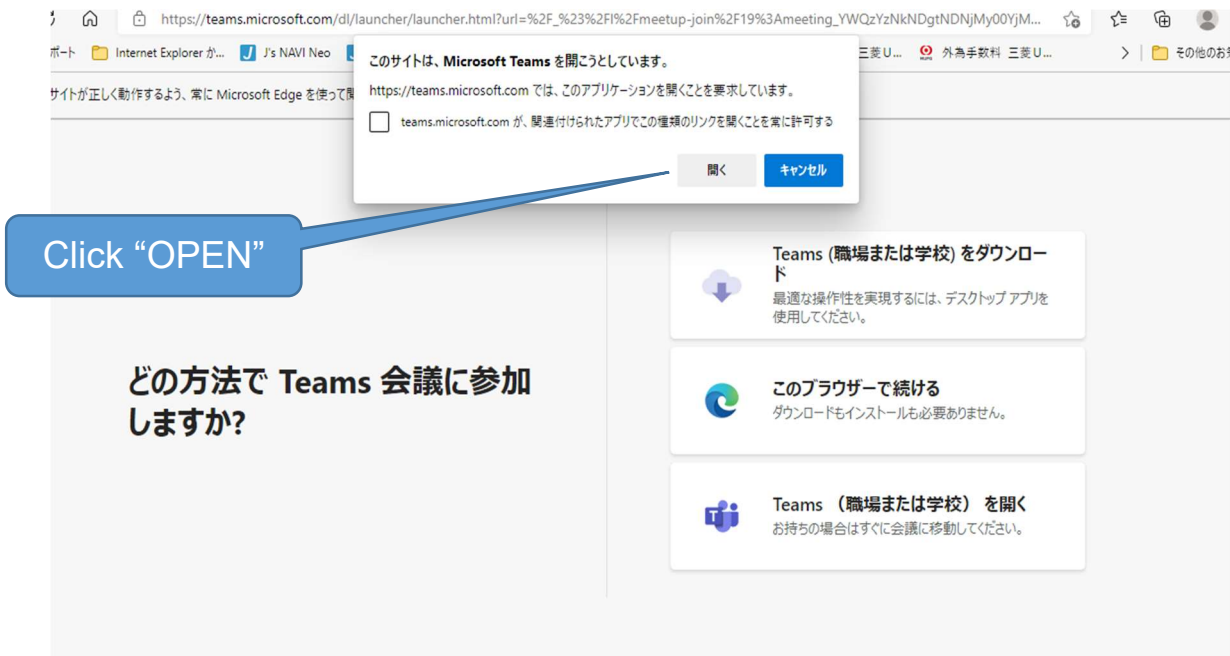 https://teams.microsoft.com/dl/launcher/launcher.html?url=%2F_%23%2Fl%2Fmeetup-join%2F19%3Ameeting_YWQzYzNkNDgtNDNjMy00YjM...
ポート Internet Explorer か... J's NAVI Neo 三菱U... 外為手数料 三菱U... その他のお
サイトが正しく動作するよう、常に Microsoft Edge を使って
このサイトは、Microsoft Teams を開こうとしています。
https://teams.microsoft.com では、このアプリケーションを開くことを要求しています。
teams.microsoft.com が、関連付けられたアプリでこの種類のリンクを開くことを常に許可する
開く キャンセル
Click “OPEN”
どの方法で Teams 会議に参加
しますか?
Teams (職場または学校) をダウンロー
ド
最適な操作性を実現するには、デスクトップ アプリを
使用してください。
このブラウザーで続ける
ダウンロードもインストールも必要ありません。
Teams （職場または学校） を開く
お持ちの場合はすぐに会議に移動してください。